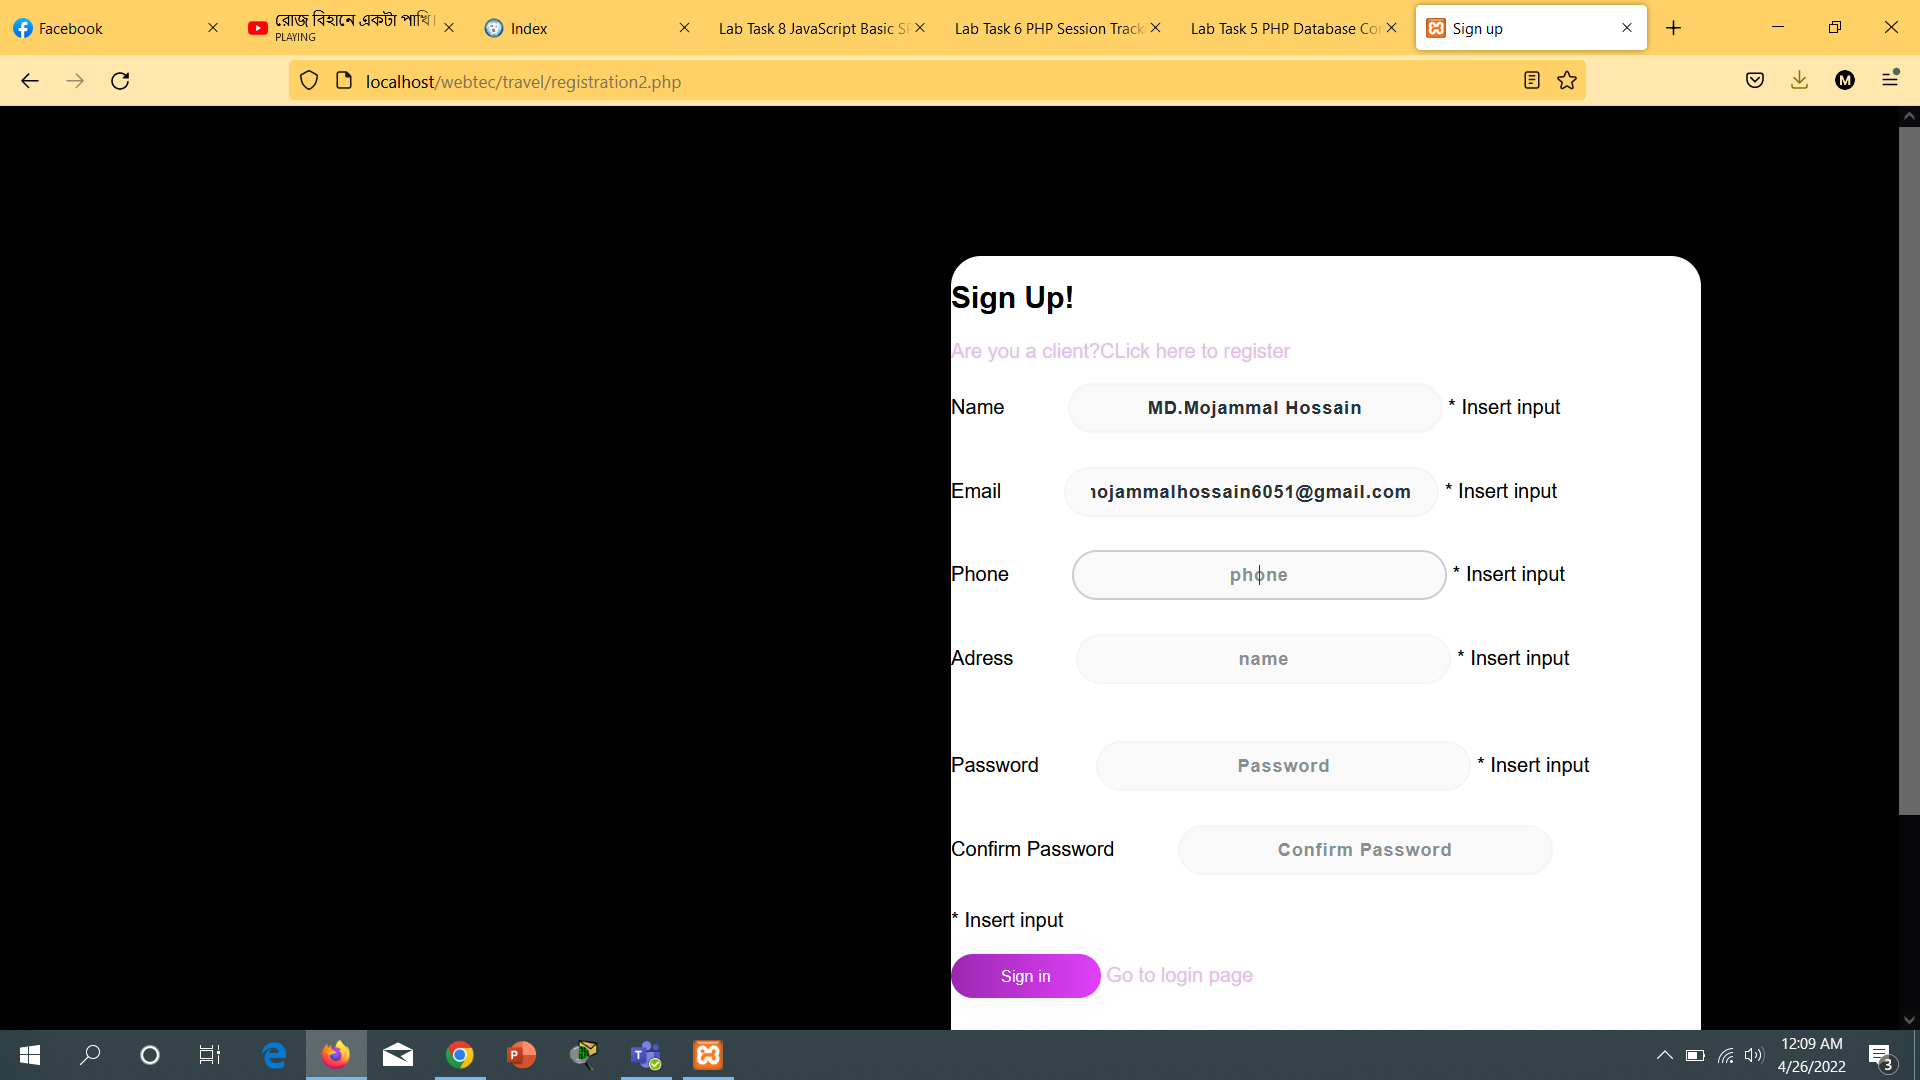 Facebook
রোজ বিহানে একটা পাখি।
PLAYING
Index
Lab Task 8 JavaScript Basic
Lab Task 6 PHP Session Track
Lab Task 5 PHP Database Con
Sign up
localhost/webtec/travel/registration2.php
M
Sign Up!
Are you a client?CLick here to register
Name MD.Mojammal Hossain * Insert input
Email mojammalhossain6051@gmail.com * Insert input
Phone phone * Insert input
Adress name * Insert input
Password Password * Insert input
Confirm Password Confirm Password
* Insert input
Sign in Go to login page
12:09 AM
4/26/2022
3